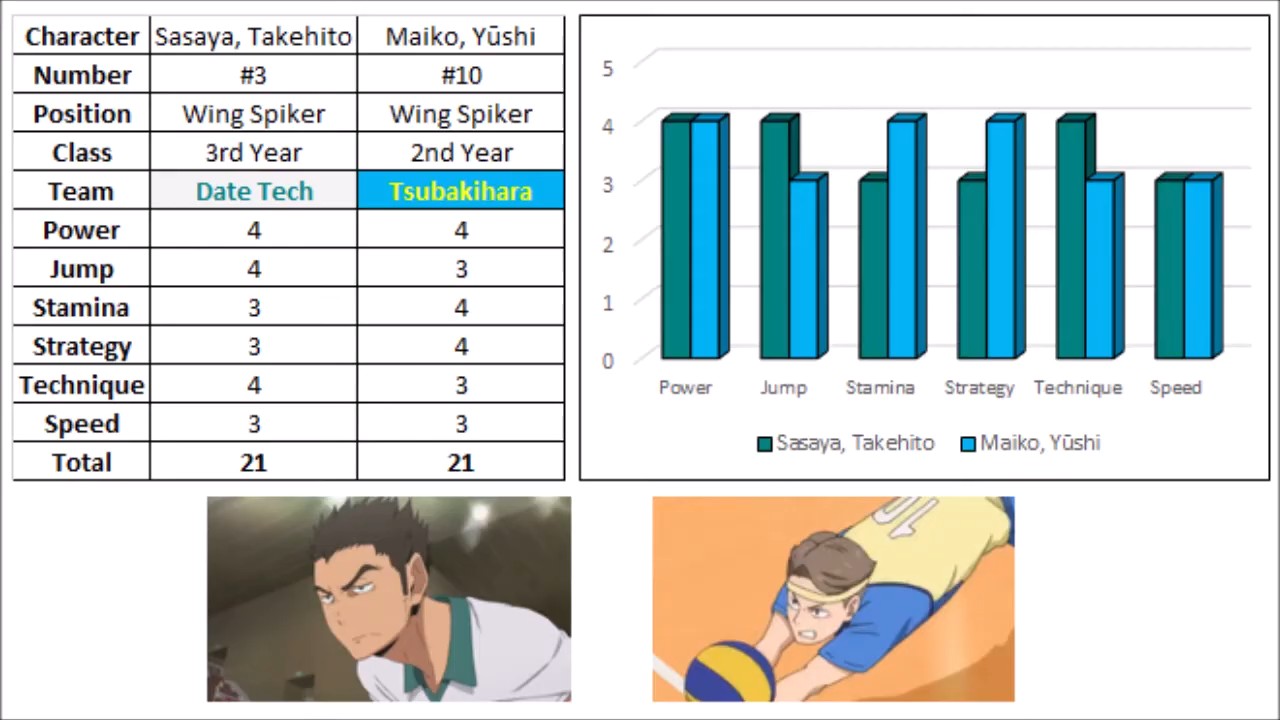 Character Sasaya, Takehito Maiko, Yūshi
Number #3 #10
Position Wing Spiker Wing Spiker
Class 3rd Year 2nd Year
Team Date Tech Tsubakihara
Power 4 4
Jump 4 3
Stamina 3 4
Strategy 3 4
Technique 4 3
Speed 3 3
Total 21 21
5
4
3
2
1
0
Power Jump Stamina Strategy Technique Speed
Sasaya, Takehito Maiko, Yūshi
10